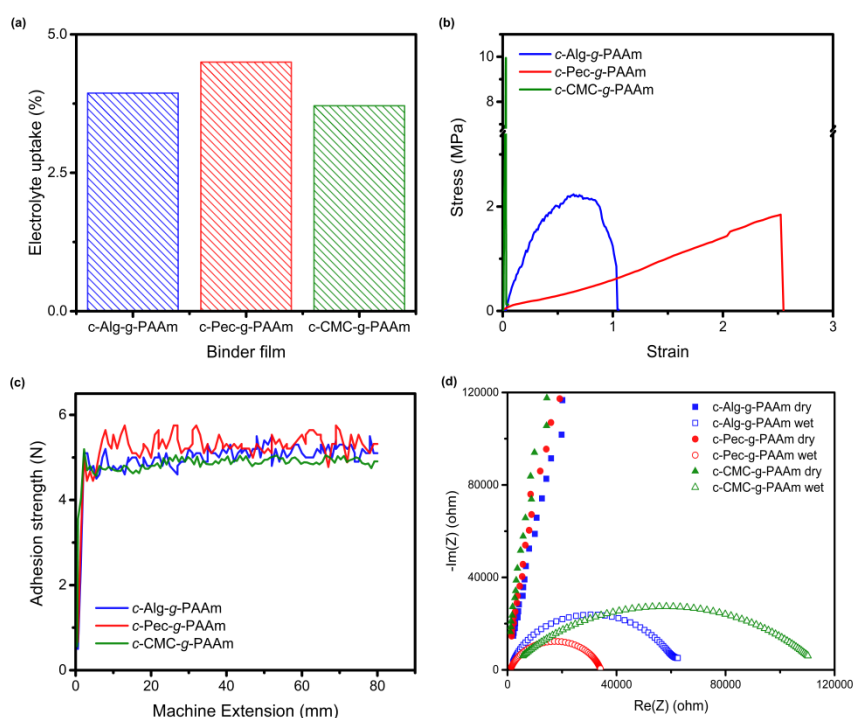 (a)
5.0
2.5
0.0
Electrolyte uptake (%)
c-Alg-g-PAAm c-Pec-g-PAAm c-CMC-g-PAAm
Binder film
(b)
c-Alg-g-PAAm
c-Pec-g-PAAm
c-CMC-g-PAAm
10
8
2
0
Stress (MPa)
0 1 2 3
Strain
(c)
6
4
2
0
Adhesion strength (N)
c-Alg-g-PAAm
c-Pec-g-PAAm
c-CMC-g-PAAm
0 20 40 60 80
Machine Extension (mm)
(d)
120000
80000
40000
0
-Im(Z) (ohm)
c-Alg-g-PAAm dry
c-Alg-g-PAAm wet
c-Pec-g-PAAm dry
c-Pec-g-PAAm wet
c-CMC-g-PAAm dry
c-CMC-g-PAAm wet
0 40000 80000 120000
Re(Z) (ohm)